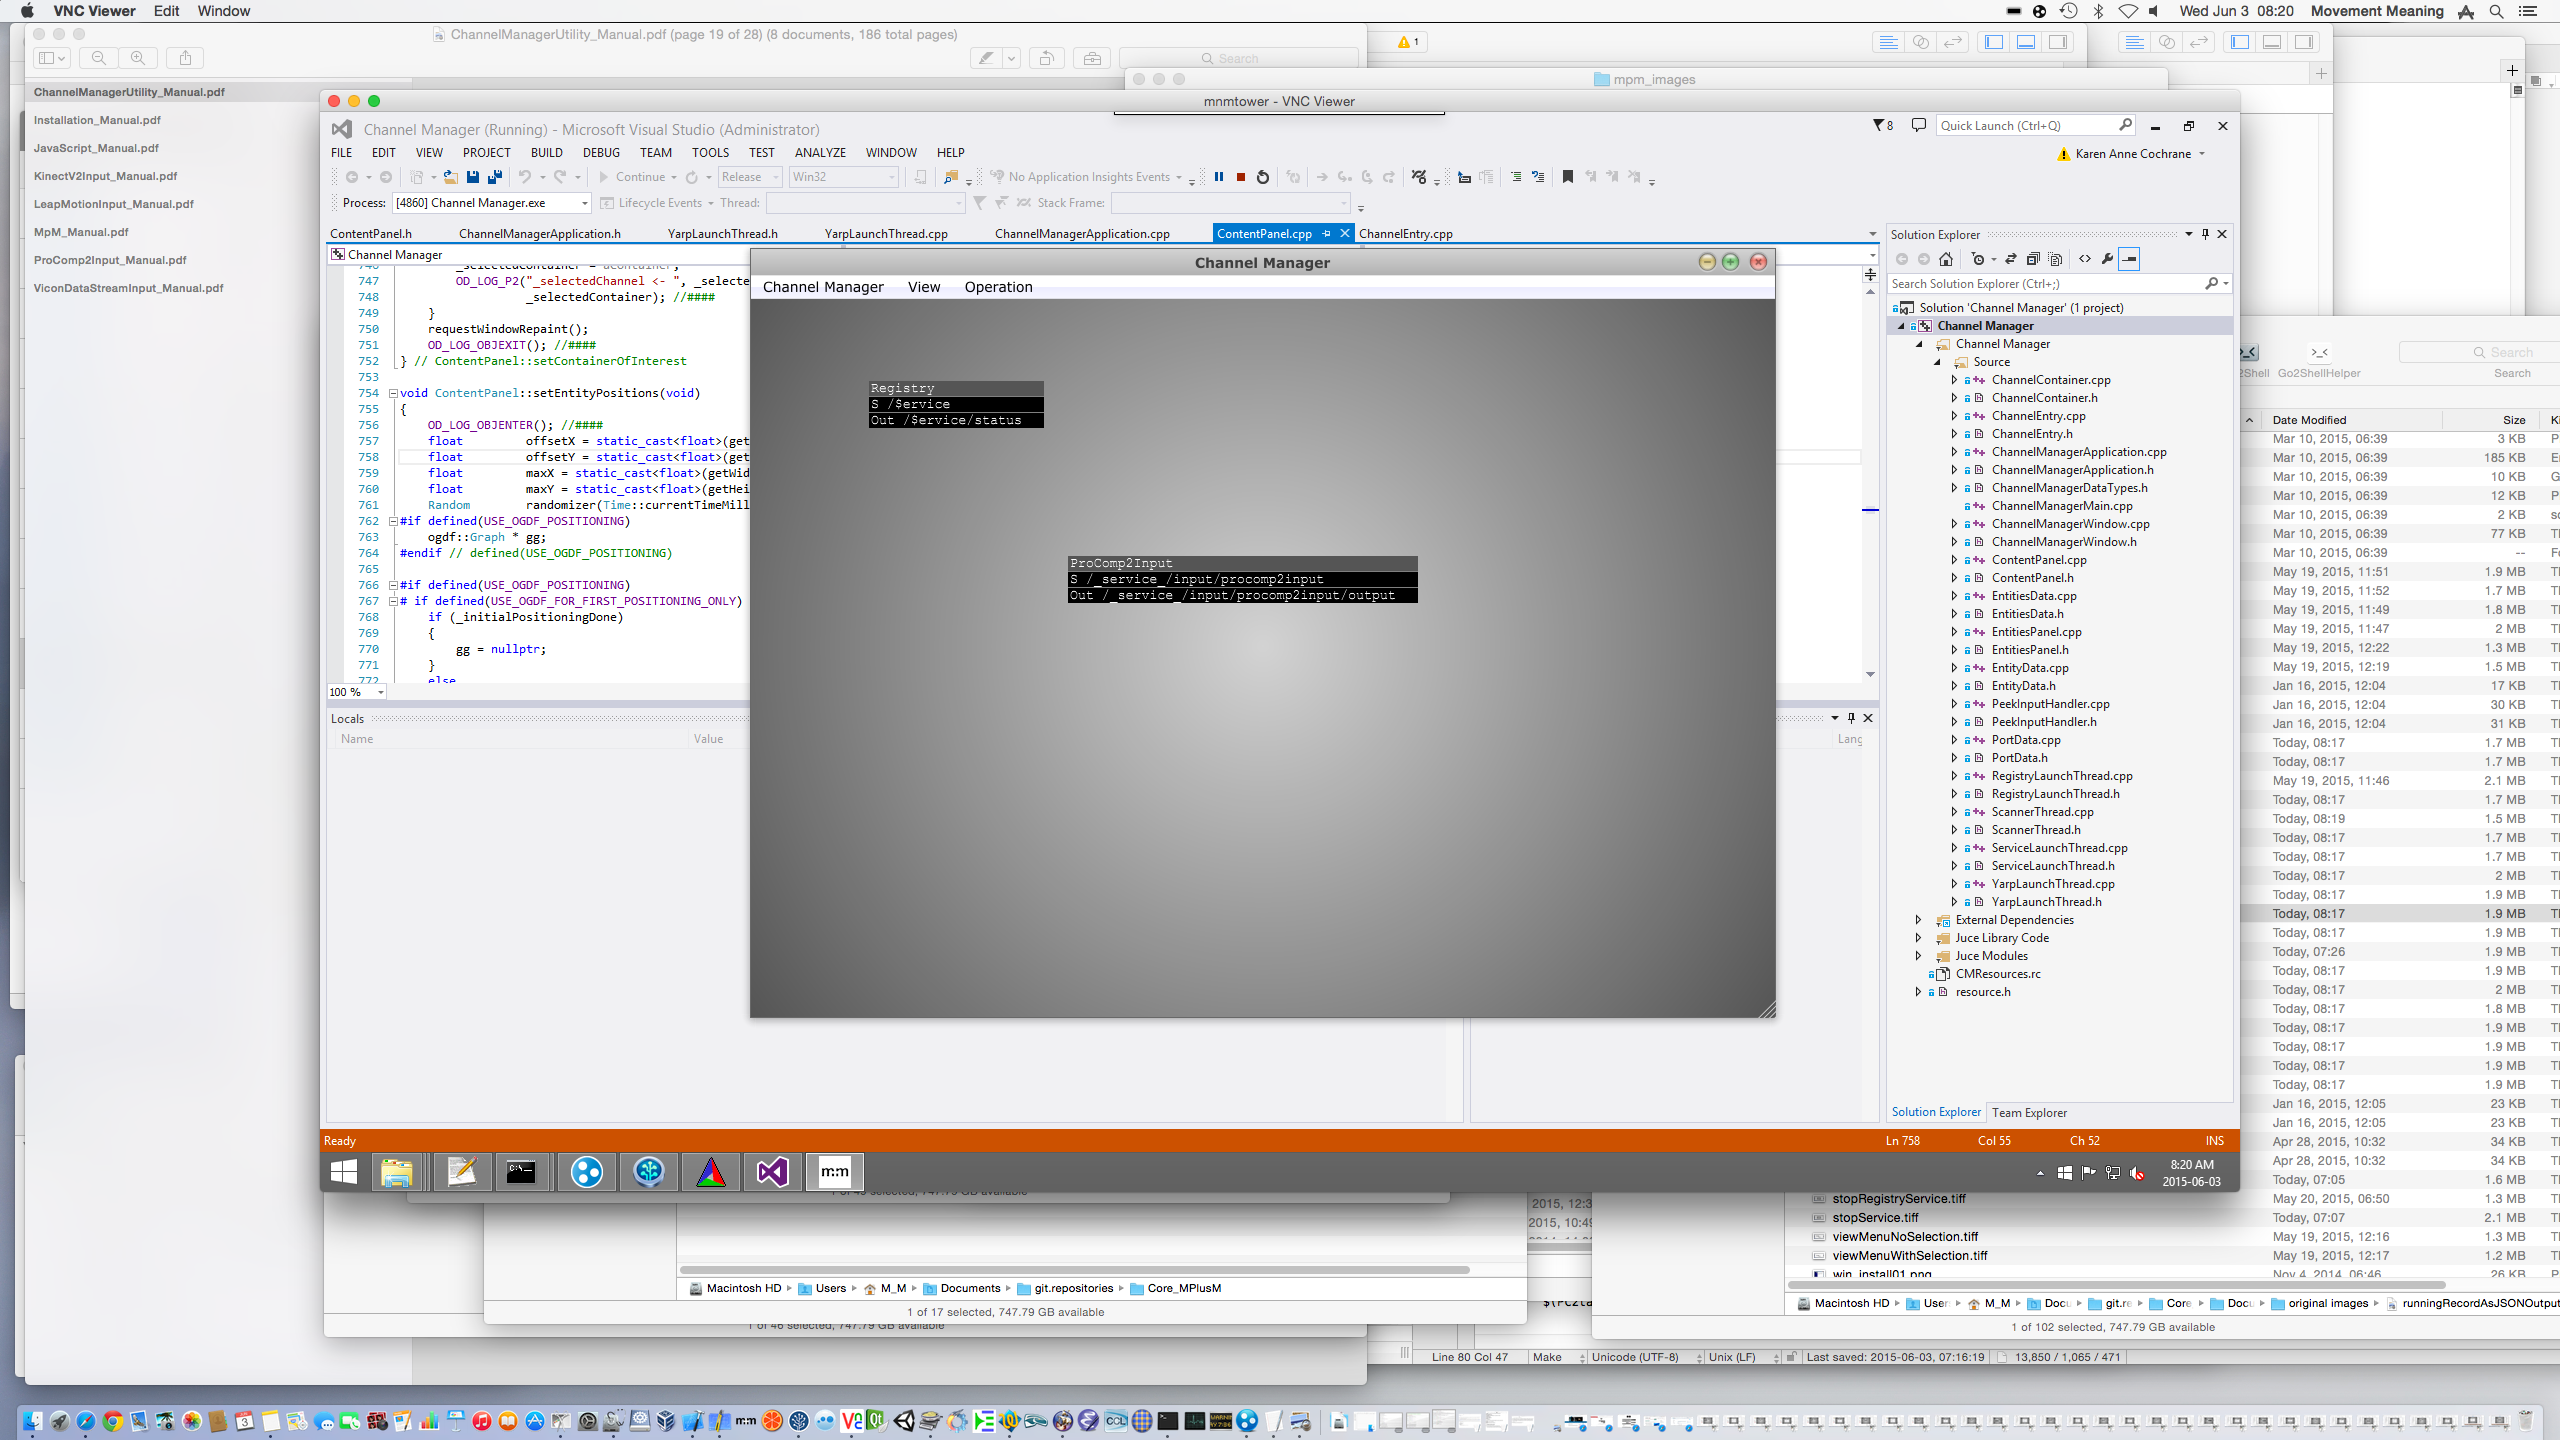 VNC Viewer Edit Window
Wed Jun 3 08:20 Movement Meaning
ChannelManagerUtility_Manual.pdf (page 19 of 28) (8 documents, 186 total pages)
Search
1
mpm_images
ChannelManagerUtility_Manual.pdf
Installation_Manual.pdf
JavaScript_Manual.pdf
KinectV2Input_Manual.pdf
LeapMotionInput_Manual.pdf
MpM_Manual.pdf
ProComp2Input_Manual.pdf
ViconDataStreamInput_Manual.pdf
mnmtower - VNC Viewer
Channel Manager (Running) - Microsoft Visual Studio (Administrator)
8
Quick Launch (Ctrl+Q)
FILE EDIT VIEW PROJECT BUILD DEBUG TEAM TOOLS TEST ANALYZE WINDOW HELP
Karen Anne Cochrane
Continue Release Win32 No Application Insights Events
Process: [4860] Channel Manager.exe Lifecycle Events Thread: Stack Frame:
ContentPanel.h ChannelManagerApplication.h YarpLaunchThread.h YarpLaunchThread.cpp ChannelManagerApplication.cpp ContentPanel.cpp ChannelEntry.cpp
Channel Manager
746 _selectedContainer = aContainer;
747 OD_LOG_P2("_selectedChannel <- ", _selecte
748 _selectedContainer); //####
749 }
750 requestWindowRepaint();
751 OD_LOG_OBJEXIT(); //####
752 } // ContentPanel::setContainerOfInterest
753
754 void ContentPanel::setEntityPositions(void)
755 {
756 OD_LOG_OBJENTER(); //####
757 float offsetX = static_cast<float>(get
758 float offsetY = static_cast<float>(get
759 float maxX = static_cast<float>(getWid
760 float maxY = static_cast<float>(getHei
761 Random randomizer(Time::currentTimeMill
762 #if defined(USE_OGDF_POSITIONING)
763 ogdf::Graph * gg;
764 #endif // defined(USE_OGDF_POSITIONING)
765
766 #if defined(USE_OGDF_POSITIONING)
767 # if defined(USE_OGDF_FOR_FIRST_POSITIONING_ONLY)
768 if (_initialPositioningDone)
769 {
770 gg = nullptr;
771 }
772 else
100 %
Locals
Name Value
Lang
Channel Manager
Channel Manager View Operation
Registry
S /$ervice
Out /$ervice/status
ProComp2Input
S /_service_/input/procomp2input
Out /_service_/input/procomp2input/output
Solution Explorer
Search Solution Explorer (Ctrl+;)
Solution 'Channel Manager' (1 project)
Channel Manager
Channel Manager
Source
ChannelContainer.cpp
ChannelContainer.h
ChannelEntry.cpp
ChannelEntry.h
ChannelManagerApplication.cpp
ChannelManagerApplication.h
ChannelManagerDataTypes.h
ChannelManagerMain.cpp
ChannelManagerWindow.cpp
ChannelManagerWindow.h
ContentPanel.cpp
ContentPanel.h
EntitiesData.cpp
EntitiesData.h
EntitiesPanel.cpp
EntitiesPanel.h
EntityData.cpp
EntityData.h
PeekInputHandler.cpp
PeekInputHandler.h
PortData.cpp
PortData.h
RegistryLaunchThread.cpp
RegistryLaunchThread.h
ScannerThread.cpp
ScannerThread.h
ServiceLaunchThread.cpp
ServiceLaunchThread.h
YarpLaunchThread.cpp
YarpLaunchThread.h
External Dependencies
Juce Library Code
Juce Modules
CMResources.rc
resource.h
Solution Explorer Team Explorer
Ready Ln 758 Col 55 Ch 52 INS
m:m
8:20 AM
2015-06-03
Search
2Shell Go2ShellHelper Search
Date Modified Size Ki
Mar 10, 2015, 06:39 3 KB
Mar 10, 2015, 06:39 185 KB
Mar 10, 2015, 06:39 10 KB
Mar 10, 2015, 06:39 12 KB
Mar 10, 2015, 06:39 2 KB
Mar 10, 2015, 06:39 77 KB
Mar 10, 2015, 06:39 --
May 19, 2015, 11:51 1.9 MB
May 19, 2015, 11:52 1.7 MB
May 19, 2015, 11:49 1.8 MB
May 19, 2015, 11:47 2 MB
May 19, 2015, 12:22 1.3 MB
May 19, 2015, 12:19 1.5 MB
Jan 16, 2015, 12:04 17 KB
Jan 16, 2015, 12:04 30 KB
Jan 16, 2015, 12:04 31 KB
Today, 08:17 1.7 MB
Today, 08:17 1.7 MB
May 19, 2015, 11:46 2.1 MB
Today, 08:17 1.7 MB
Today, 08:19 1.5 MB
Today, 08:17 1.7 MB
Today, 08:17 1.7 MB
Today, 08:17 2 MB
Today, 08:17 1.9 MB
Today, 08:17 1.9 MB
Today, 08:17 1.9 MB
Today, 07:26 1.9 MB
Today, 08:17 1.9 MB
Today, 08:17 2 MB
Today, 08:17 1.8 MB
Today, 08:17 1.9 MB
Today, 08:17 1.9 MB
Today, 08:17 1.9 MB
Today, 08:17 1.9 MB
Jan 16, 2015, 12:05 23 KB
Jan 16, 2015, 12:05 23 KB
Apr 28, 2015, 10:32 34 KB
Apr 28, 2015, 10:32 34 KB
Today, 07:05 1.6 MB
stopRegistryService.tiff May 20, 2015, 06:50 1.3 MB
stopService.tiff Today, 07:07 2.1 MB
viewMenuNoSelection.tiff May 19, 2015, 12:16 1.3 MB
viewMenuWithSelection.tiff May 19, 2015, 12:17 1.2 MB
win_install01.png Nov 4, 2014, 06:46 26 KB
2015, 12:3
2015, 10:49
Macintosh HD Users M_M Documents git.repositories Core_MPlusM
1 of 17 selected, 747.79 GB available
1 of 46 selected, 747.79 GB available
Macintosh HD User M_M Docu git.re Core Docu original images runningRecordAsJSONOutput
1 of 102 selected, 747.79 GB available
Line 80 Col 47 Make Unicode (UTF-8) Unix (LF) Last saved: 2015-06-03, 07:16:19 13,850 / 1,065 / 471